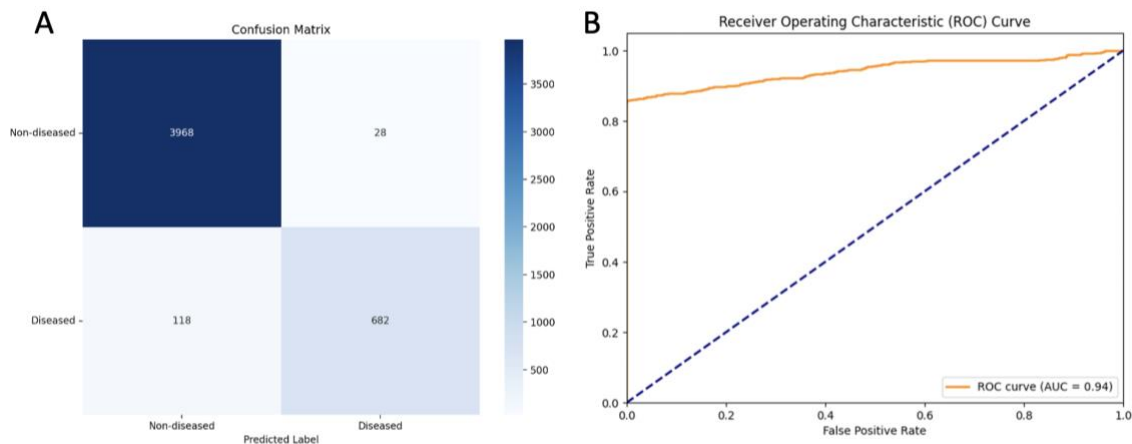 A
Confusion Matrix
Non-diseased
3968
28
Diseased
118
682
Non-diseased
Diseased
Predicted Label
3500
3000
2500
2000
1500
1000
500
B
Receiver Operating Characteristic (ROC) Curve
True Positive Rate
1.0
0.8
0.6
0.4
0.2
0.0
0.0
0.2
0.4
0.6
0.8
1.0
False Positive Rate
ROC curve (AUC = 0.94)